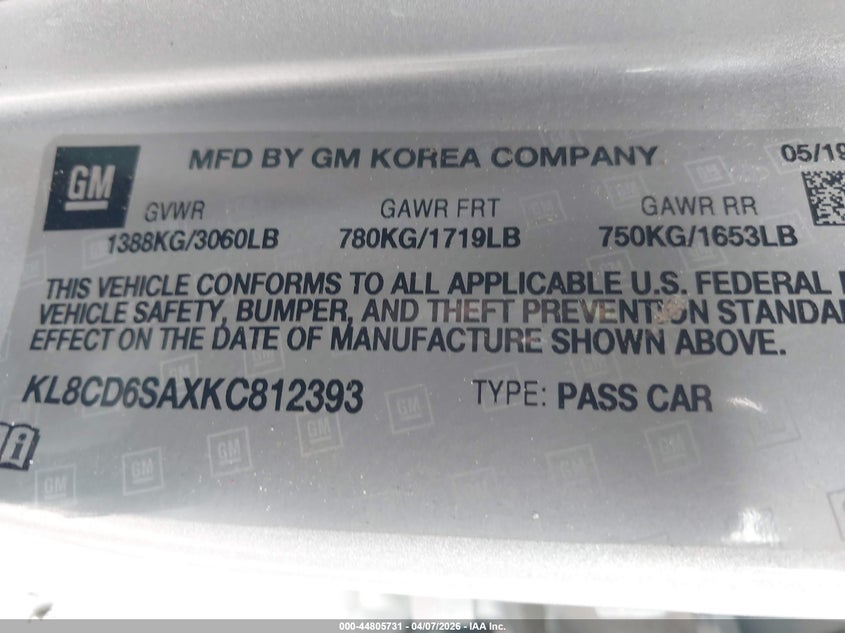 GM MFD BY GM KOREA COMPANY 05/19
GVWR GAWR FRT GAWR RR
1388KG/3060LB 780KG/1719LB 750KG/1653LB
THIS VEHICLE CONFORMS TO ALL APPLICABLE U.S. FEDERAL
VEHICLE SAFETY, BUMPER, AND THEFT PREVENTION STANDA
EFFECT ON THE DATE OF MANUFACTURE SHOWN ABOVE.
KL8CD6SAXKC812393 TYPE: PASS CAR
000-44805731 - 04/07/2026 - IAA Inc.